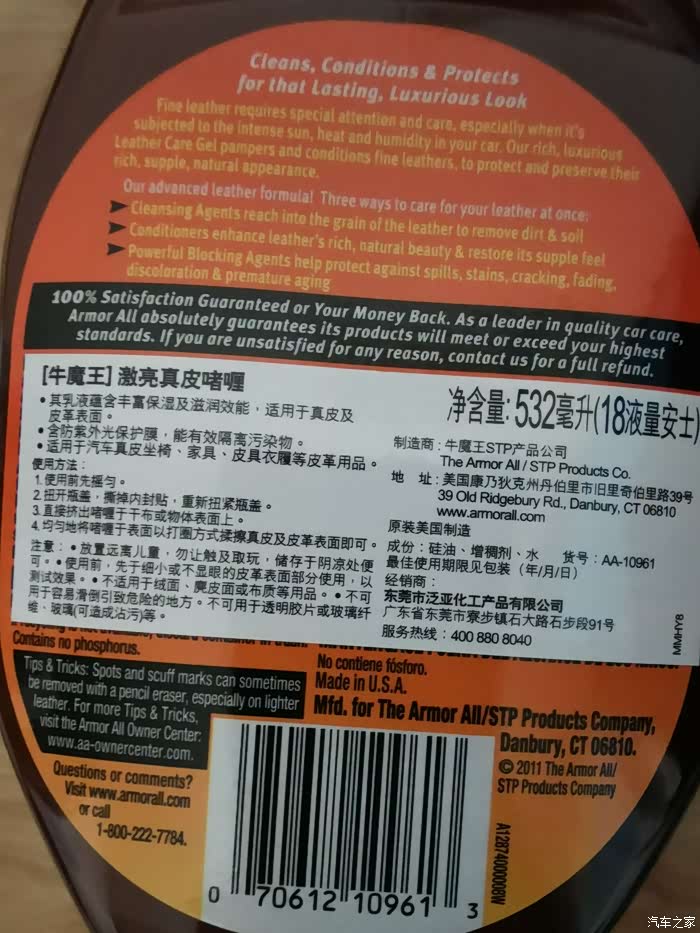 Cleans, Conditions & Protects
for that Lasting, Luxurious Look
Fine leather requires special attention and care, especially when it's
subjected to the intense sun, heat and humidity in your car. Our rich, luxurious
Leather Care Gel pampers and conditions fine leathers, to protect and preserve their
rich, supple, natural appearance.
Our advanced leather formula! Three ways to care for your leather at once:
Cleansing Agents reach into the grain of the leather to remove dirt & soil
Conditioners enhance leather's rich, natural beauty & restore its supple feel
Powerful Blocking Agents help protect against spills, stains, cracking, fading,
discoloration & premature aging
100% Satisfaction Guaranteed or Your Money Back. As a leader in quality car care,
Armor All absolutely guarantees its products will meet or exceed your highest
standards. If you are unsatisfied for any reason, contact us for a full refund.
[牛魔王] 激亮真皮啫喱
•其乳液蕴含丰富保湿及滋润效能，适用于真皮及
皮革表面。
•含防紫外光保护膜，能有效隔离污染物。
•适用于汽车真皮坐椅、家具、皮具衣履等皮革用品。
使用方法：
1.使用前先摇匀。
2.扭开瓶盖，撕掉内封贴，重新扭紧瓶盖。
3.直接挤出啫喱于干布或物体表面上。
4.均匀地将啫喱于表面以打圈方式揉擦真皮及皮革表面即可。
注意：•放置远离儿童，勿让触及取玩，储存于阴凉处便
可。•使用前，先于细小或不显眼的皮革表面部分使用，以
测试效果。•不适用于绒面、麂皮面或布质等用品。•不可
用于容易滑倒引致危险的地方。不可用于透明胶片或玻璃纤
维、玻璃(可造成沾污)等。
净含量: 532毫升(18液量安士)
制造商：牛魔王STP产品公司
The Armor All / STP Products Co.
地 址：美国康乃狄克州丹伯里市旧里奇伯里路39号
39 Old Ridgebury Rd., Danbury, CT 06810
www.armorall.com
原装美国制造
成份：硅油、增稠剂、水 货号：AA-10961
最佳使用期限见包装（年/月/日）
经销商：
东莞市泛亚化工产品有限公司
广东省东莞市寮步镇石大路石步段91号
服务热线：400 880 8040
MMHY8
Contains no phosphorus.
Tips & Tricks: Spots and scuff marks can sometimes
be removed with a pencil eraser, especially on lighter
leather. For more Tips & Tricks,
visit the Armor All Owner Center:
www.aa-ownercenter.com.
Questions or comments?
Visit www.armorall.com
or call
1-800-222-7784.
No contiene fósforo.
Made in U.S.A.
Mfd. for The Armor All/STP Products Company,
Danbury, CT 06810.
© 2011 The Armor All/
STP Products Company
A1287400008W
0 70612 10961 3
汽车之家